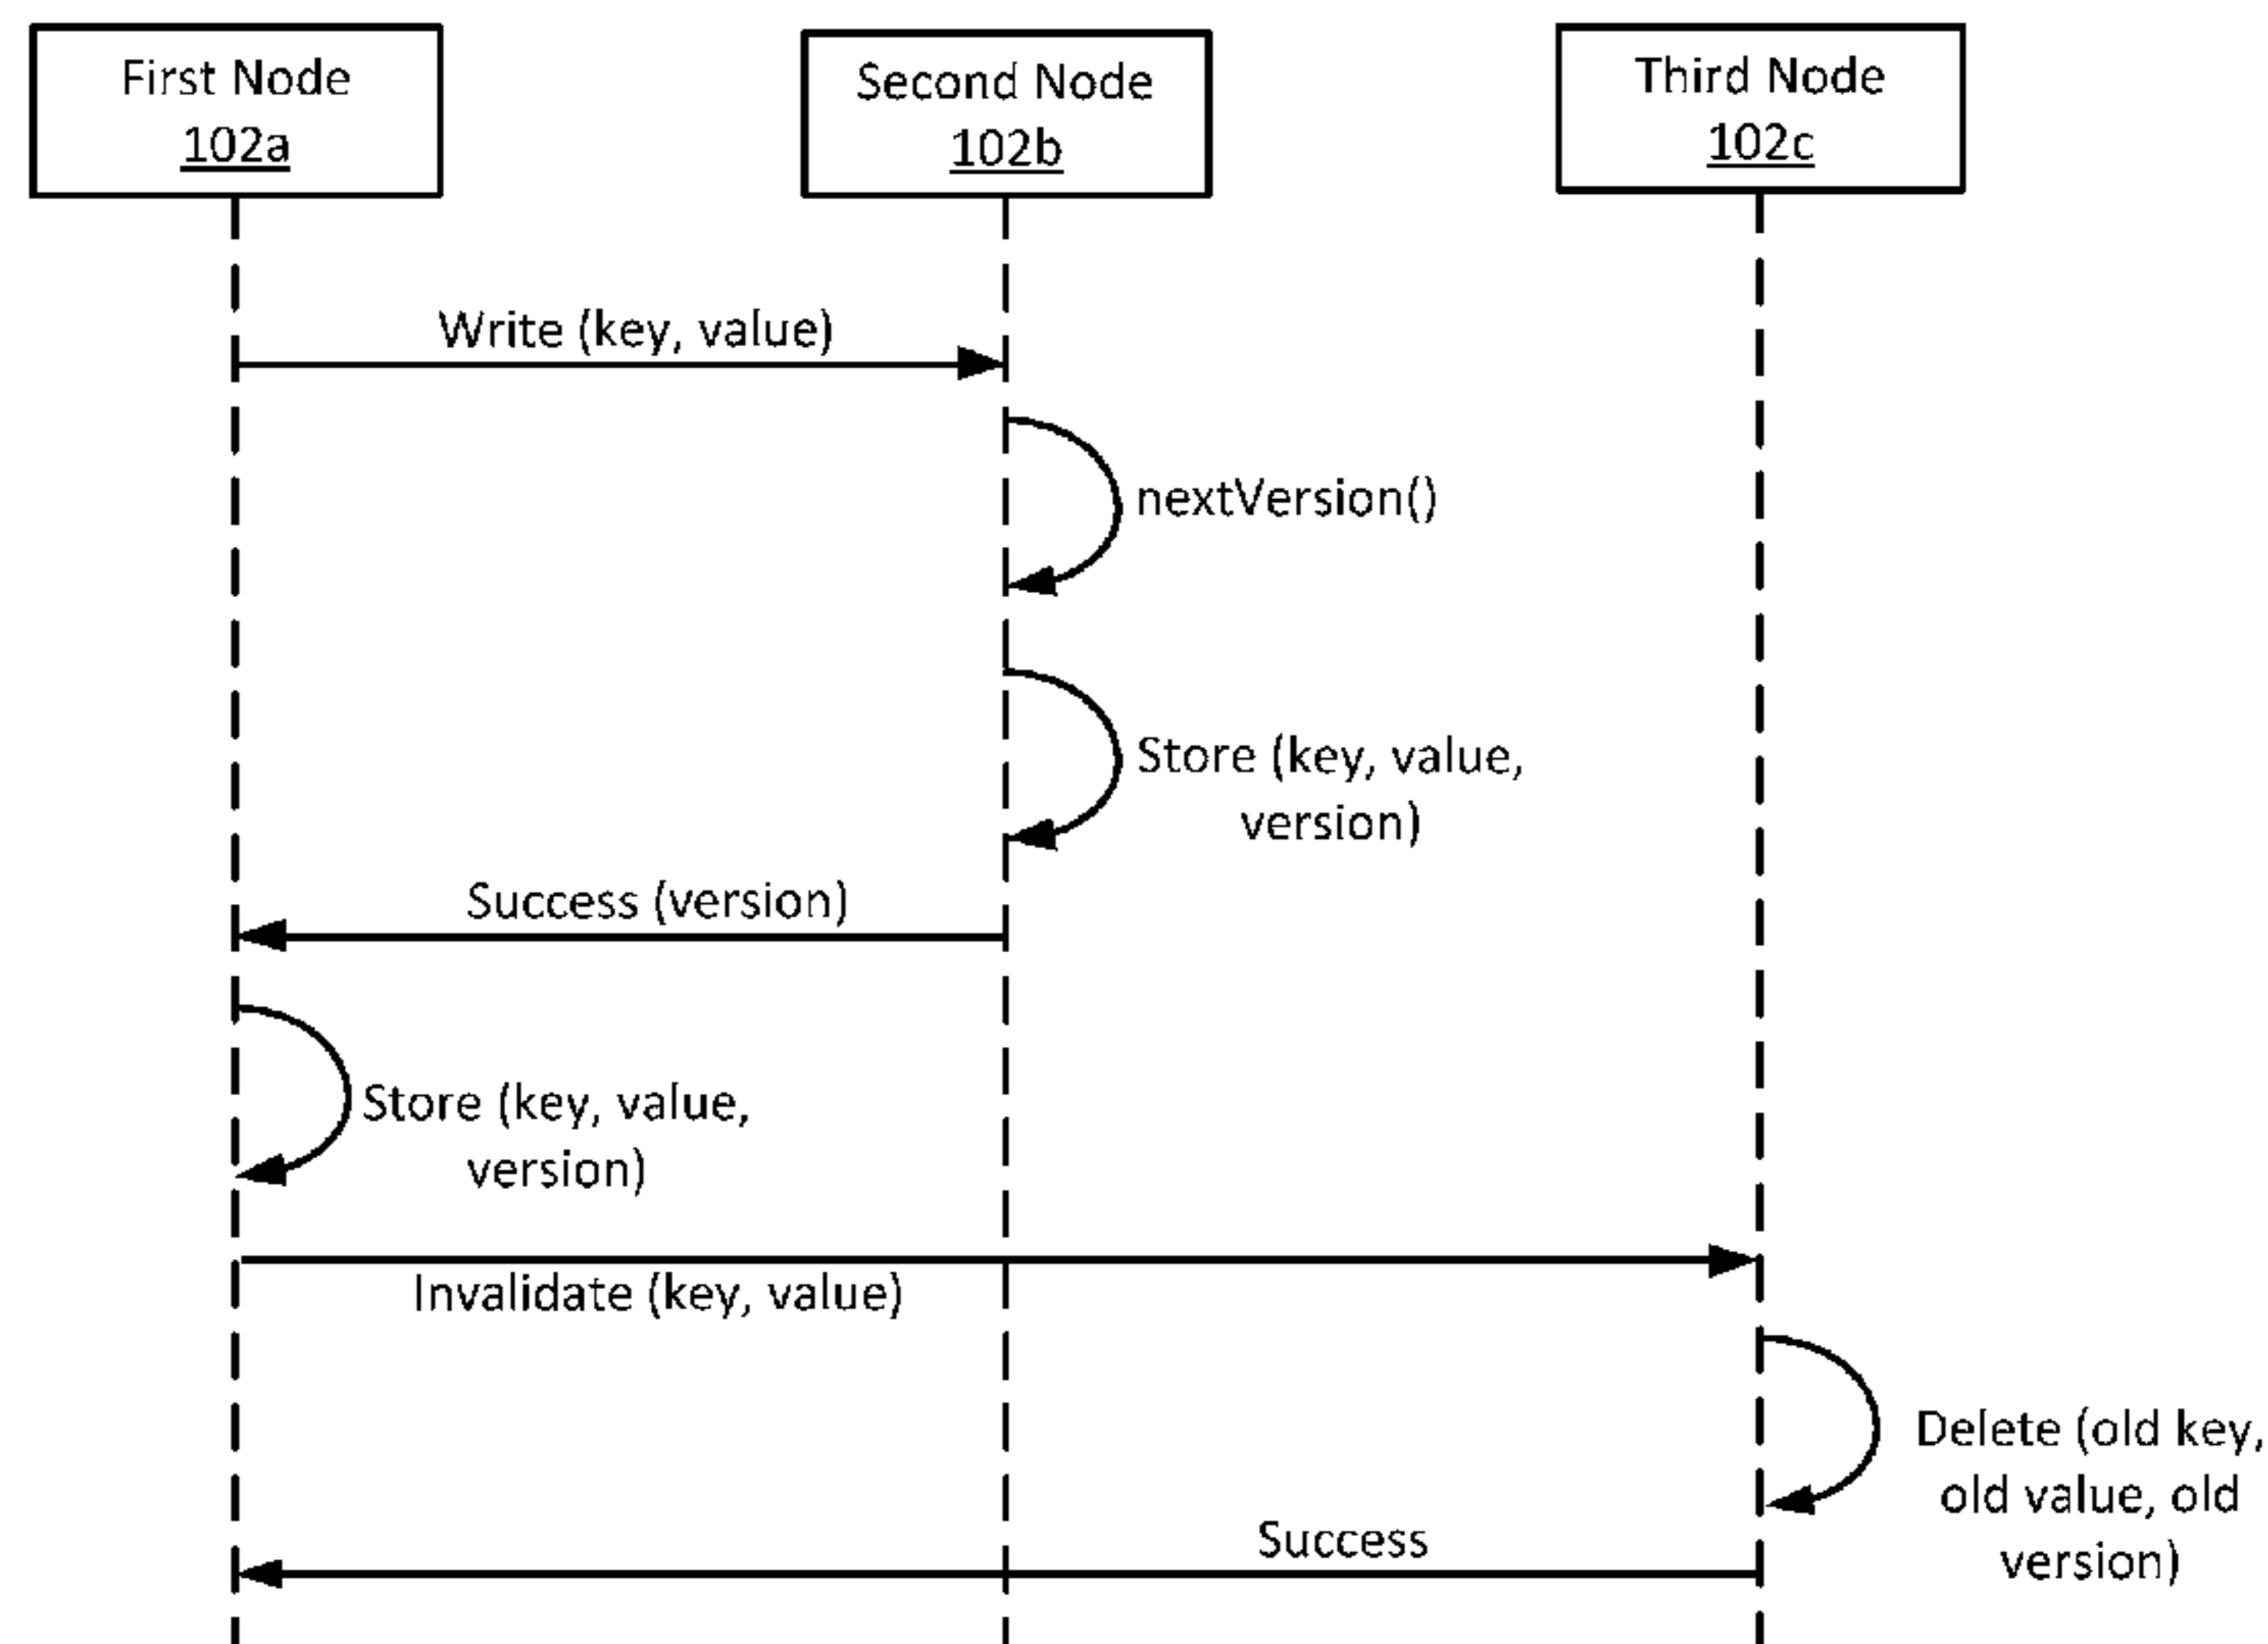 First Node
102a
Second Node
102b
Third Node
102c
Write (key, value)
nextVersion()
Store (key, value,
version)
Success (version)
Store (key, value,
version)
Invalidate (key, value)
Delete (old key,
old value, old
version)
Success